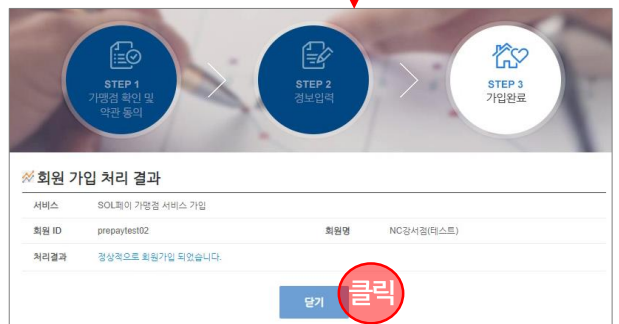 STEP 1
가맹점 확인 및
약관 동의
STEP 2
정보입력
STEP 3
가입완료
회원 가입 처리 결과
서비스 SOL페이 가맹점 서비스 가입
회원 ID prepaytest02 회원명 NC강서점(테스트)
처리결과 정상적으로 회원가입 되었습니다.
닫기 클릭